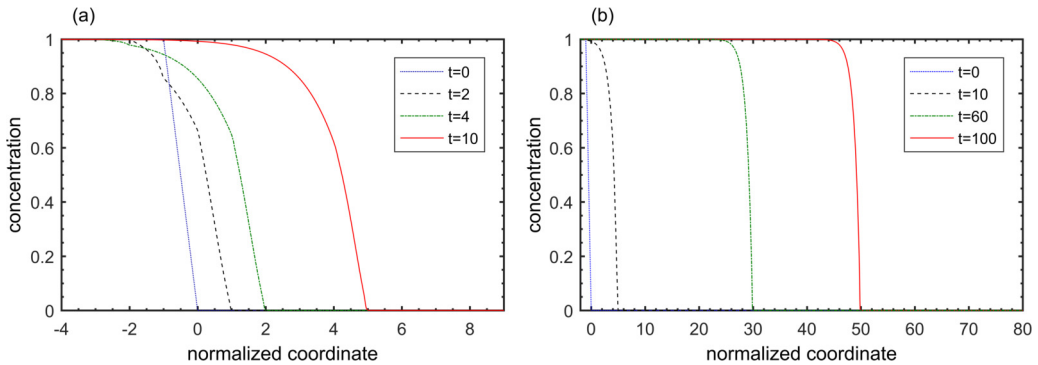 (a)
1
0.8
0.6
0.4
0.2
0
concentration
t=0
t=2
t=4
t=10
-4 -2 0 2 4 6 8
normalized coordinate
(b)
1
0.8
0.6
0.4
0.2
0
concentration
t=0
t=10
t=60
t=100
0 10 20 30 40 50 60 70 80
normalized coordinate